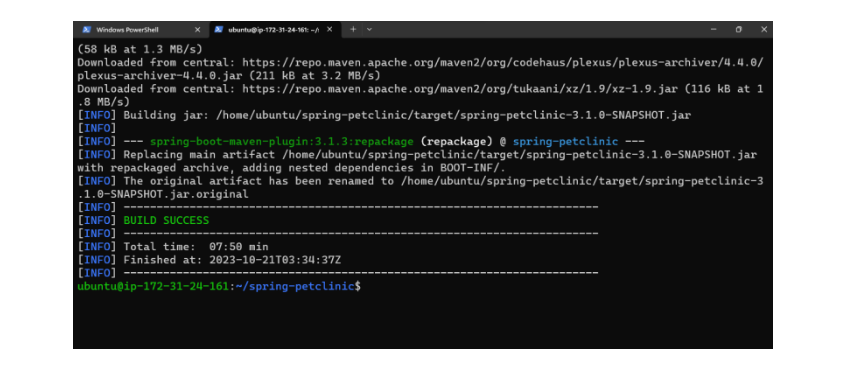 Windows PowerShell
ubuntu@ip-172-31-24-161: ~/
(58 kB at 1.3 MB/s)
Downloaded from central: https://repo.maven.apache.org/maven2/org/codehaus/plexus/plexus-archiver/4.4.0/
plexus-archiver-4.4.0.jar (211 kB at 3.2 MB/s)
Downloaded from central: https://repo.maven.apache.org/maven2/org/tukaani/xz/1.9/xz-1.9.jar (116 kB at 1
.8 MB/s)
[INFO] Building jar: /home/ubuntu/spring-petclinic/target/spring-petclinic-3.1.0-SNAPSHOT.jar
[INFO]
[INFO] --- spring-boot-maven-plugin:3.1.3:repackage (repackage) @ spring-petclinic ---
[INFO] Replacing main artifact /home/ubuntu/spring-petclinic/target/spring-petclinic-3.1.0-SNAPSHOT.jar
with repackaged archive, adding nested dependencies in BOOT-INF/.
[INFO] The original artifact has been renamed to /home/ubuntu/spring-petclinic/target/spring-petclinic-3
.1.0-SNAPSHOT.jar.original
[INFO] ------------------------------------------------------------------------
[INFO] BUILD SUCCESS
[INFO] ------------------------------------------------------------------------
[INFO] Total time:  07:50 min
[INFO] Finished at: 2023-10-21T03:34:37Z
[INFO] ------------------------------------------------------------------------
ubuntu@ip-172-31-24-161:~/spring-petclinic$